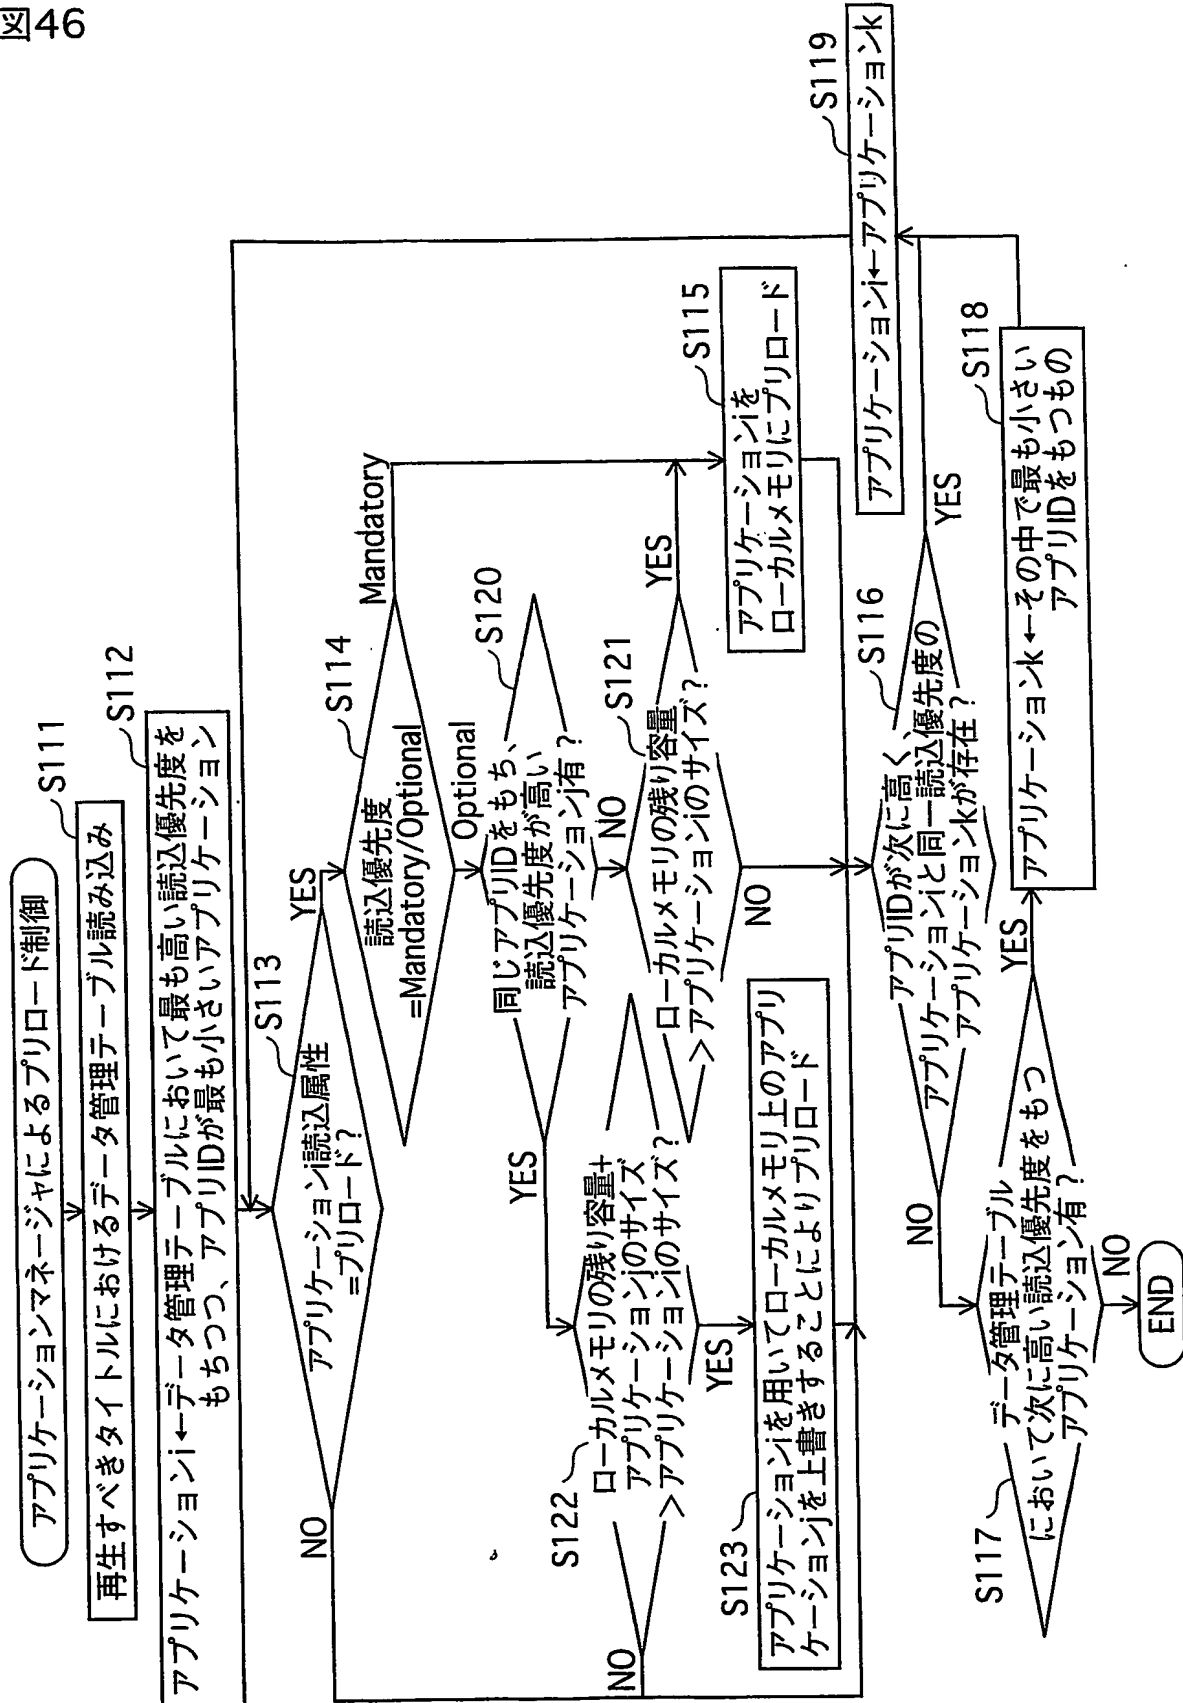 図46
アプリケーションマネージャによるプリロード制御
S111
再生すべきタイトルにおけるデータ管理テーブル読み込み
S112
アプリケーションi←データ管理テーブルにおいて最も高い読込優先度を
もちつつ、アプリIDが最も小さいアプリケーション
S113
アプリケーションi読込属性
=プリロード?
YES
NO
S114
読込優先度
=Mandatory/Optional
Mandatory
Optional
S120
同じアプリIDをもち、
読込優先度が高い
アプリケーションj有?
YES
NO
S121
ローカルメモリの残り容量
>アプリケーションiのサイズ?
YES
NO
S115
アプリケーションiを
ローカルメモリにプリロード
S122
ローカルメモリの残り容量+
アプリケーションjのサイズ
>アプリケーションiのサイズ?
YES
NO
S123
アプリケーションiを用いてローカルメモリ上のアプリ
ケーションjを上書きすることによりプリロード
S116
アプリIDが次に高く、
アプリケーションiと同一読込優先度の
アプリケーションkが存在?
YES
NO
S119
アプリケーションi←アプリケーションk
S117
データ管理テーブル
において次に高い読込優先度をもつ
アプリケーション有?
YES
NO
S118
アプリケーションk←その中で最も小さい
アプリIDをもつもの
END